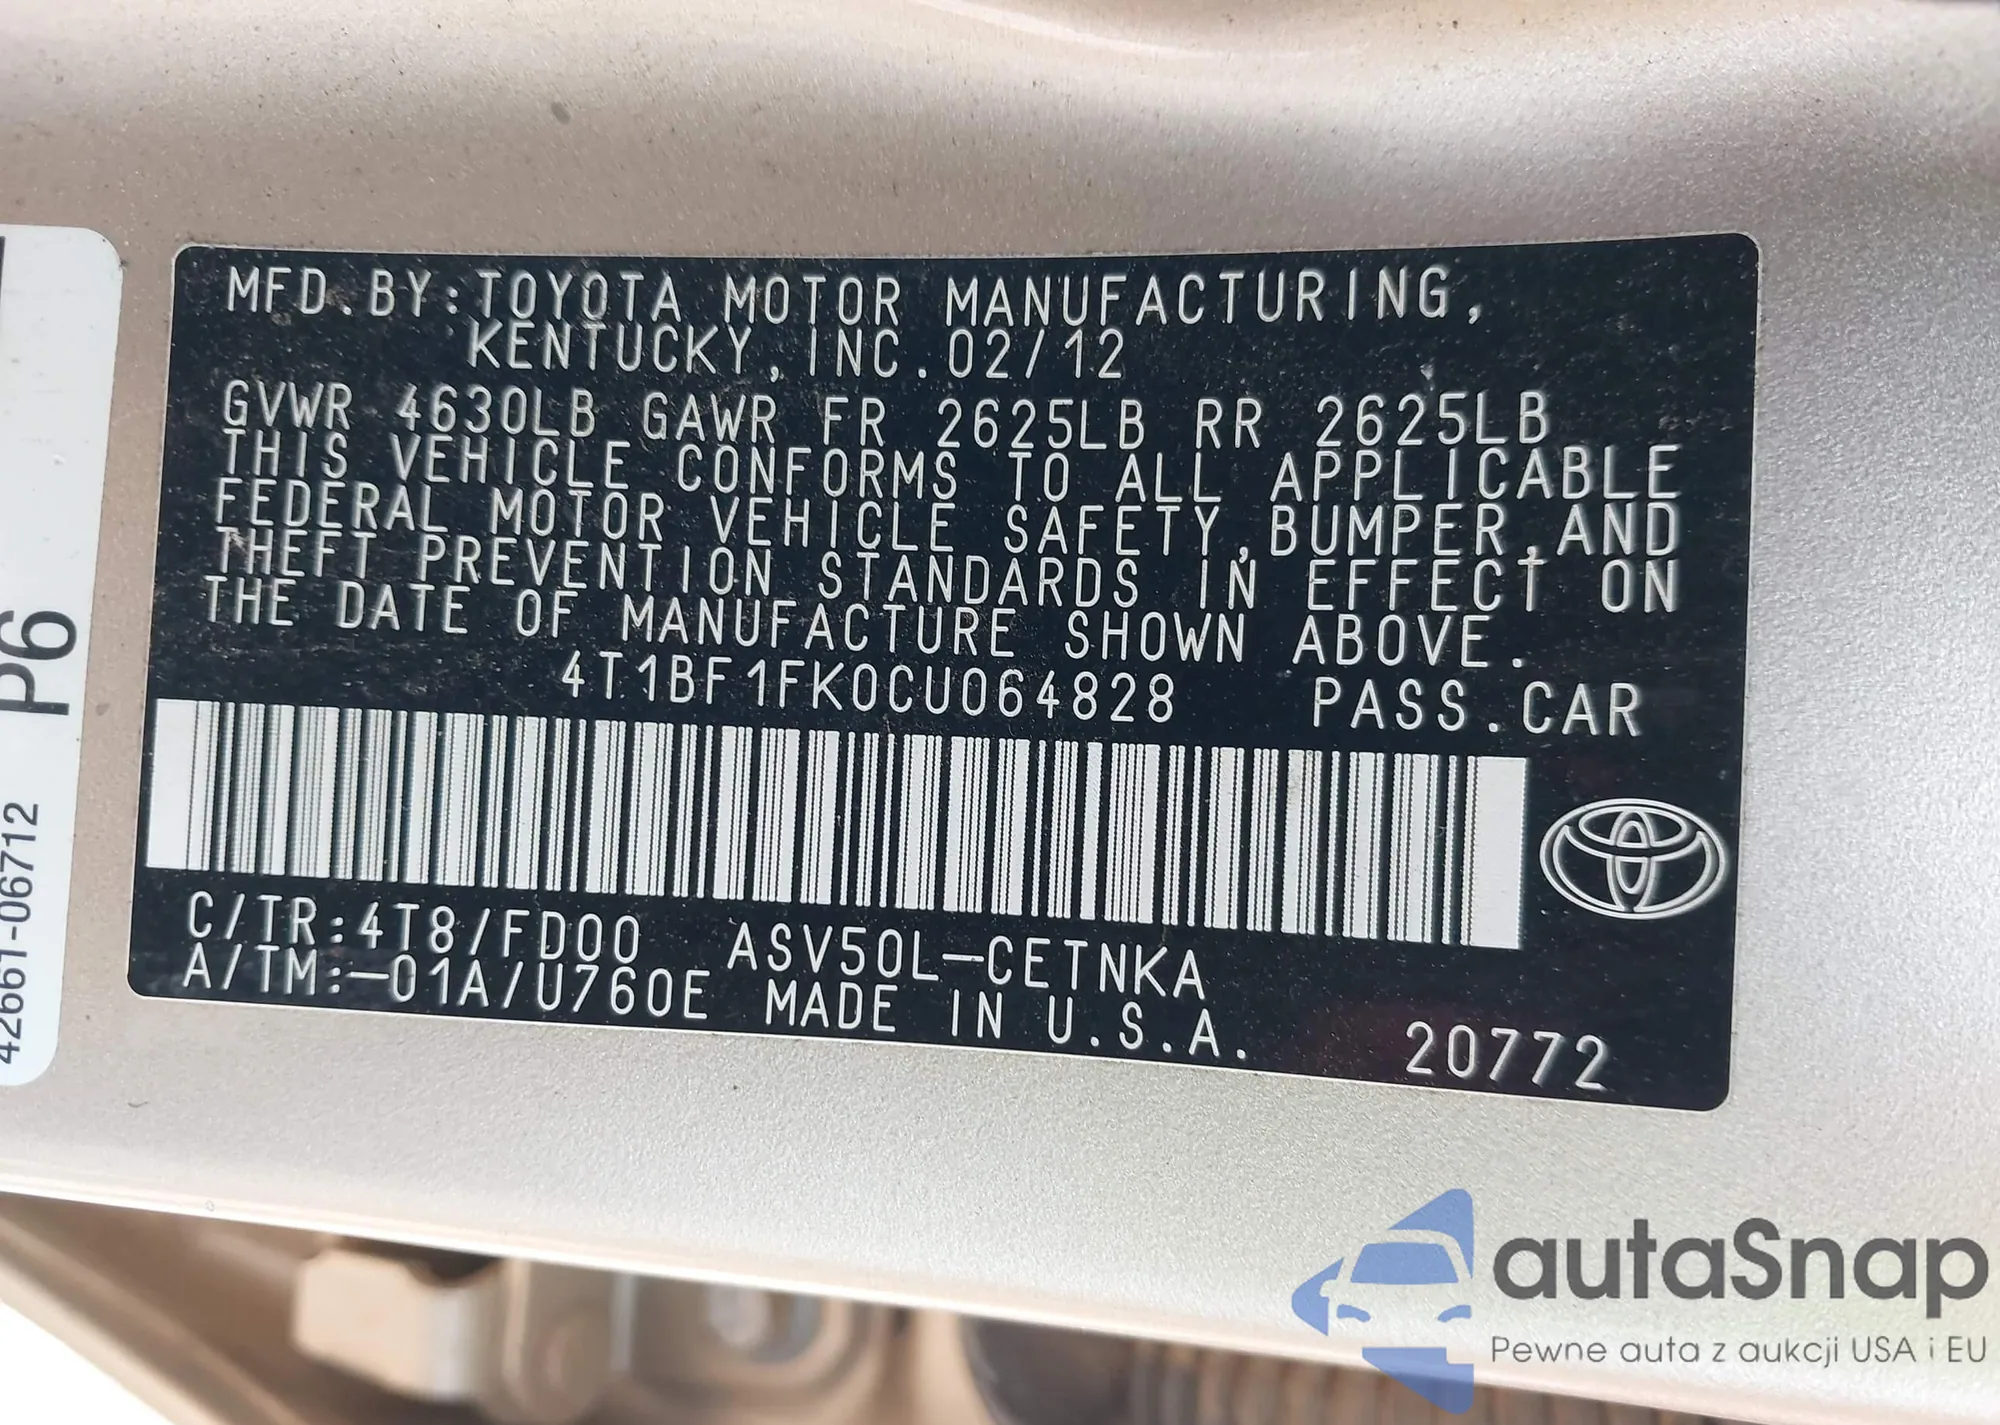 MFD.BY:TOYOTA MOTOR MANUFACTURING,
KENTUCKY, INC.02/12
GVWR 4630LB GAWR FR 2625LB RR 2625LB
THIS VEHICLE CONFORMS TO ALL APPLICABLE
FEDERAL MOTOR VEHICLE SAFETY,BUMPER,AND
THEFT PREVENTION STANDARDS IN EFFECT ON
THE DATE OF MANUFACTURE SHOWN ABOVE.
4T1BF1FK0CU064828 PASS.CAR
C/TR:4T8/FD00 ASV50L-CETNKA
A/TM:-01A/U760E MADE IN U.S.A.
20772
P6
42661-06712
autaSnap
Pewne auta z aukcji USA i EU